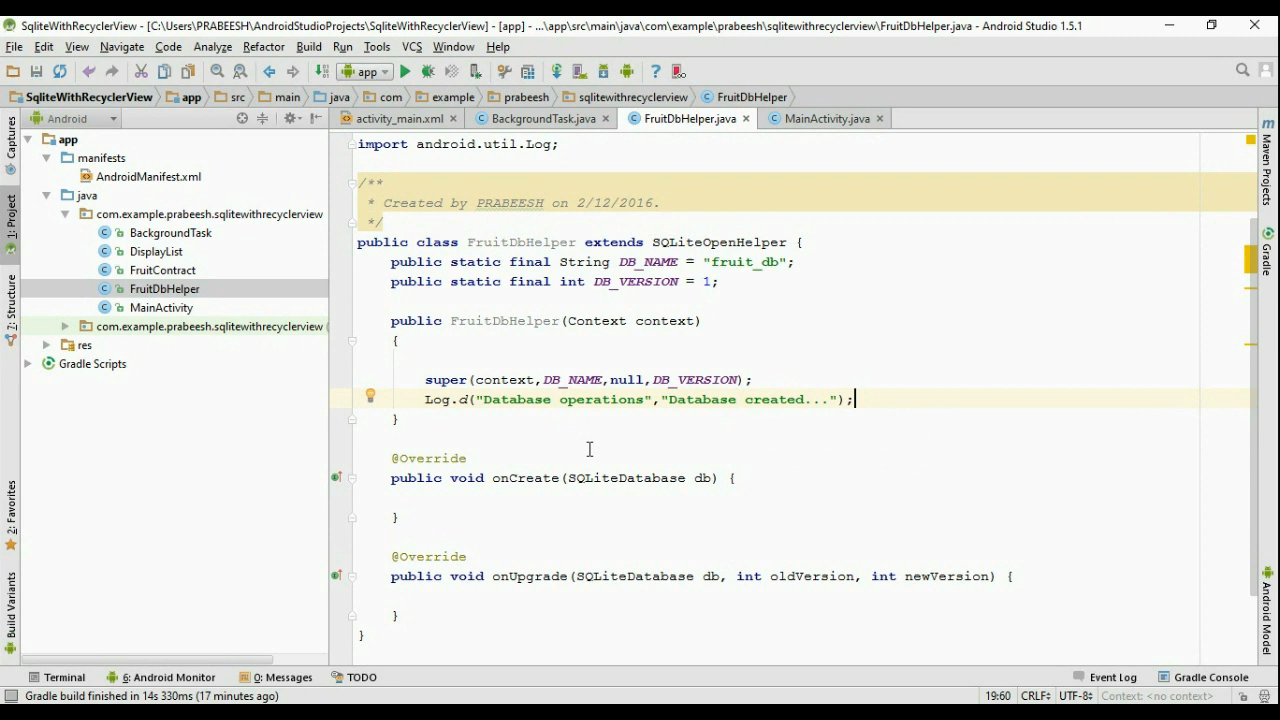 SqliteWithRecyclerView - [C:\Users\PRABEESH\AndroidStudioProjects\SqliteWithRecyclerView] - [app] - ...\app\src\main\java\com\example\prabeesh\sqlitewithrecyclerview\FruitDbHelper.java - Android Studio 1.5.1
File Edit View Navigate Code Analyze Refactor Build Run Tools VCS Window Help
app
SqliteWithRecyclerView app src main java com example prabeesh sqlitewithrecyclerview FruitDbHelper
Android
activity_main.xml BackgroundTask.java FruitDbHelper.java MainActivity.java
Captures
1: Project
2: Structure
2: Favorites
Build Variants
app
manifests
AndroidManifest.xml
java
com.example.prabeesh.sqlitewithrecyclerview
BackgroundTask
DisplayList
FruitContract
FruitDbHelper
MainActivity
com.example.prabeesh.sqlitewithrecyclerview (
res
Gradle Scripts
import android.util.Log;
/**
* Created by PRABEESH on 2/12/2016.
*/
public class FruitDbHelper extends SQLiteOpenHelper {
public static final String DB_NAME = "fruit_db";
public static final int DB_VERSION = 1;
public FruitDbHelper(Context context)
{
super(context,DB_NAME,null,DB_VERSION);
Log.d("Database operations","Database created...");
}
@Override
public void onCreate(SQLiteDatabase db) {
}
@Override
public void onUpgrade(SQLiteDatabase db, int oldVersion, int newVersion) {
}
}
m
Maven Projects
Gradle
Android Model
Terminal 6: Android Monitor 0: Messages TODO Event Log Gradle Console
Gradle build finished in 14s 330ms (17 minutes ago) 19:60 CRLF UTF-8 Context: <no context>